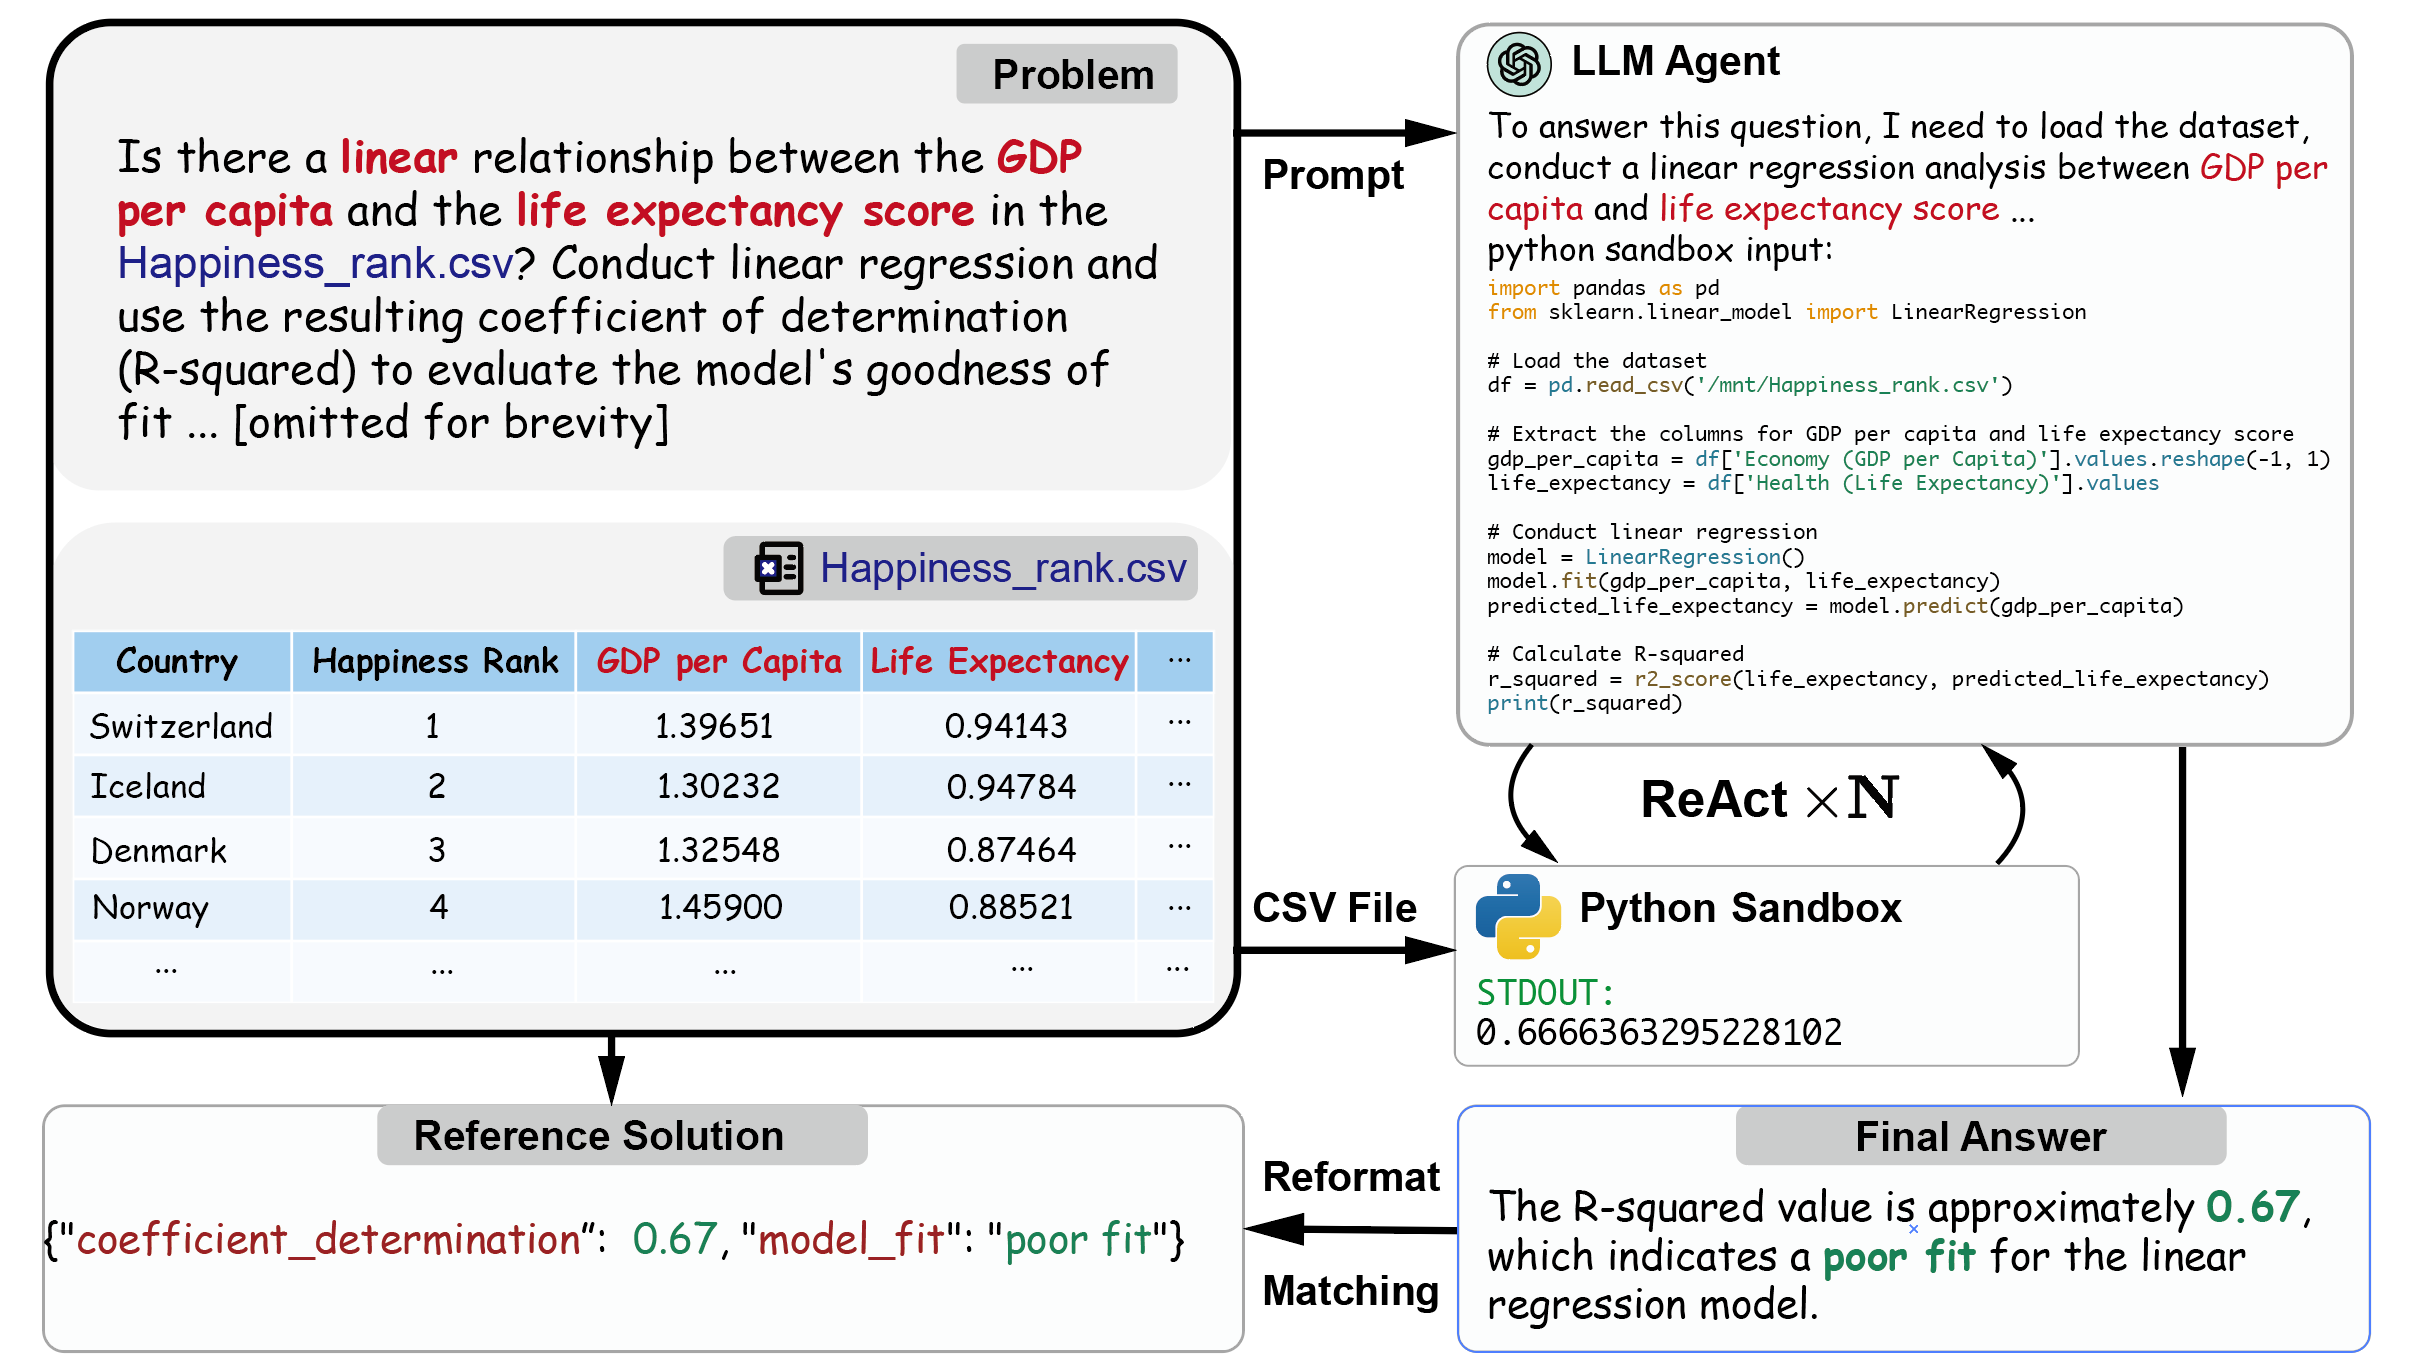 Problem
Is there a linear relationship between the GDP
per capita and the life expectancy score in the
Happiness_rank.csv? Conduct linear regression and
use the resulting coefficient of determination
(R-squared) to evaluate the model's goodness of
fit ... [omitted for brevity]
Happiness_rank.csv
Country Happiness Rank GDP per Capita Life Expectancy ...
Switzerland 1 1.39651 0.94143 ...
Iceland 2 1.30232 0.94784 ...
Denmark 3 1.32548 0.87464 ...
Norway 4 1.45900 0.88521 ...
... ... ... ... ...
Prompt
CSV File
LLM Agent
To answer this question, I need to load the dataset,
conduct a linear regression analysis between GDP per
capita and life expectancy score ...
python sandbox input:
import pandas as pd
from sklearn.linear_model import LinearRegression
# Load the dataset
df = pd.read_csv('/mnt/Happiness_rank.csv')
# Extract the columns for GDP per capita and life expectancy score
gdp_per_capita = df['Economy (GDP per Capita)'].values.reshape(-1, 1)
life_expectancy = df['Health (Life Expectancy)'].values
# Conduct linear regression
model = LinearRegression()
model.fit(gdp_per_capita, life_expectancy)
predicted_life_expectancy = model.predict(gdp_per_capita)
# Calculate R-squared
r_squared = r2_score(life_expectancy, predicted_life_expectancy)
print(r_squared)
ReAct ×N
Python Sandbox
STDOUT:
0.6666363295228102
Reference Solution
{"coefficient_determination”: 0.67, "model_fit": "poor fit"}
Reformat
Matching
Final Answer
The R-squared value is approximately 0.67,
which indicates a poor fit for the linear
regression model.